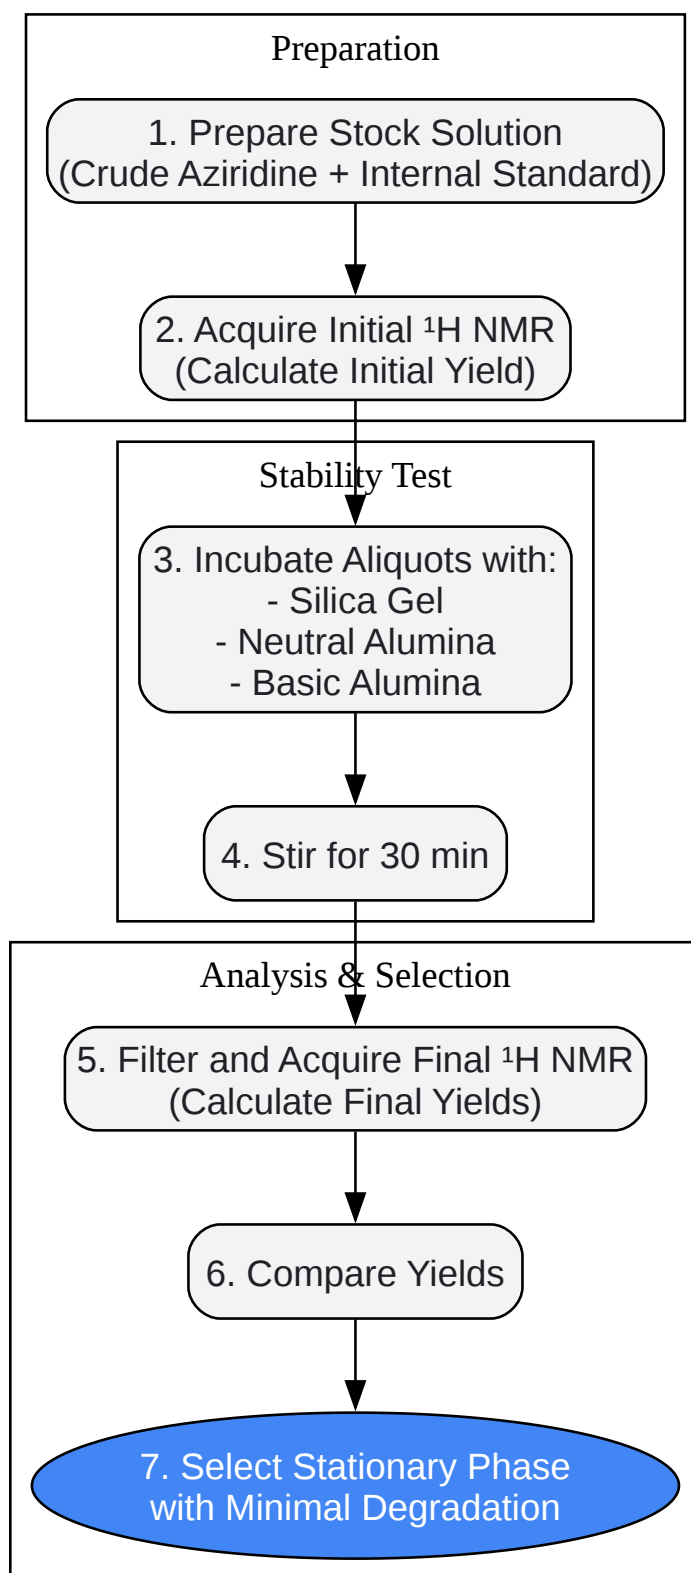 Preparation
1. Prepare Stock Solution
(Crude Aziridine + Internal Standard)
2. Acquire Initial ¹H NMR
(Calculate Initial Yield)
Stability Test
3. Incubate Aliquots with:
- Silica Gel
- Neutral Alumina
- Basic Alumina
4. Stir for 30 min
Analysis & Selection
5. Filter and Acquire Final ¹H NMR
(Calculate Final Yields)
6. Compare Yields
7. Select Stationary Phase
with Minimal Degradation